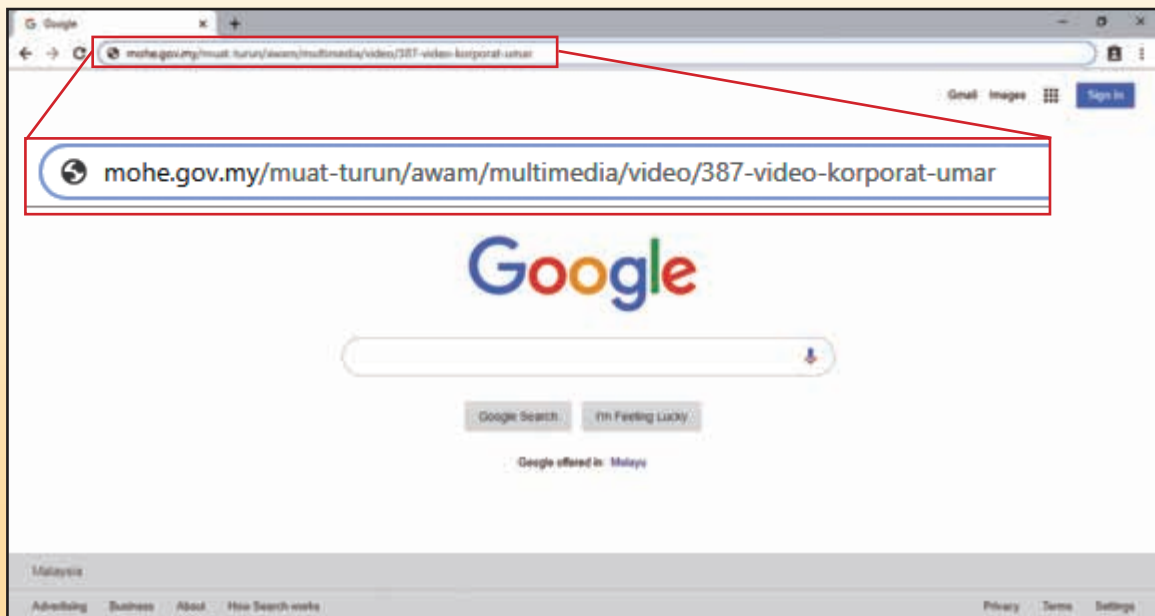 G Google
mohe.gov.my/muat-turun/awam/multimedia/video/387-video-korporat-umar
Gmail Images Sign in
mohe.gov.my/muat-turun/awam/multimedia/video/387-video-korporat-umar
Google
Google Search I'm Feeling Lucky
Google offered in: Melayu
Malaysia
Advertising Business About How Search works Privacy Terms Settings